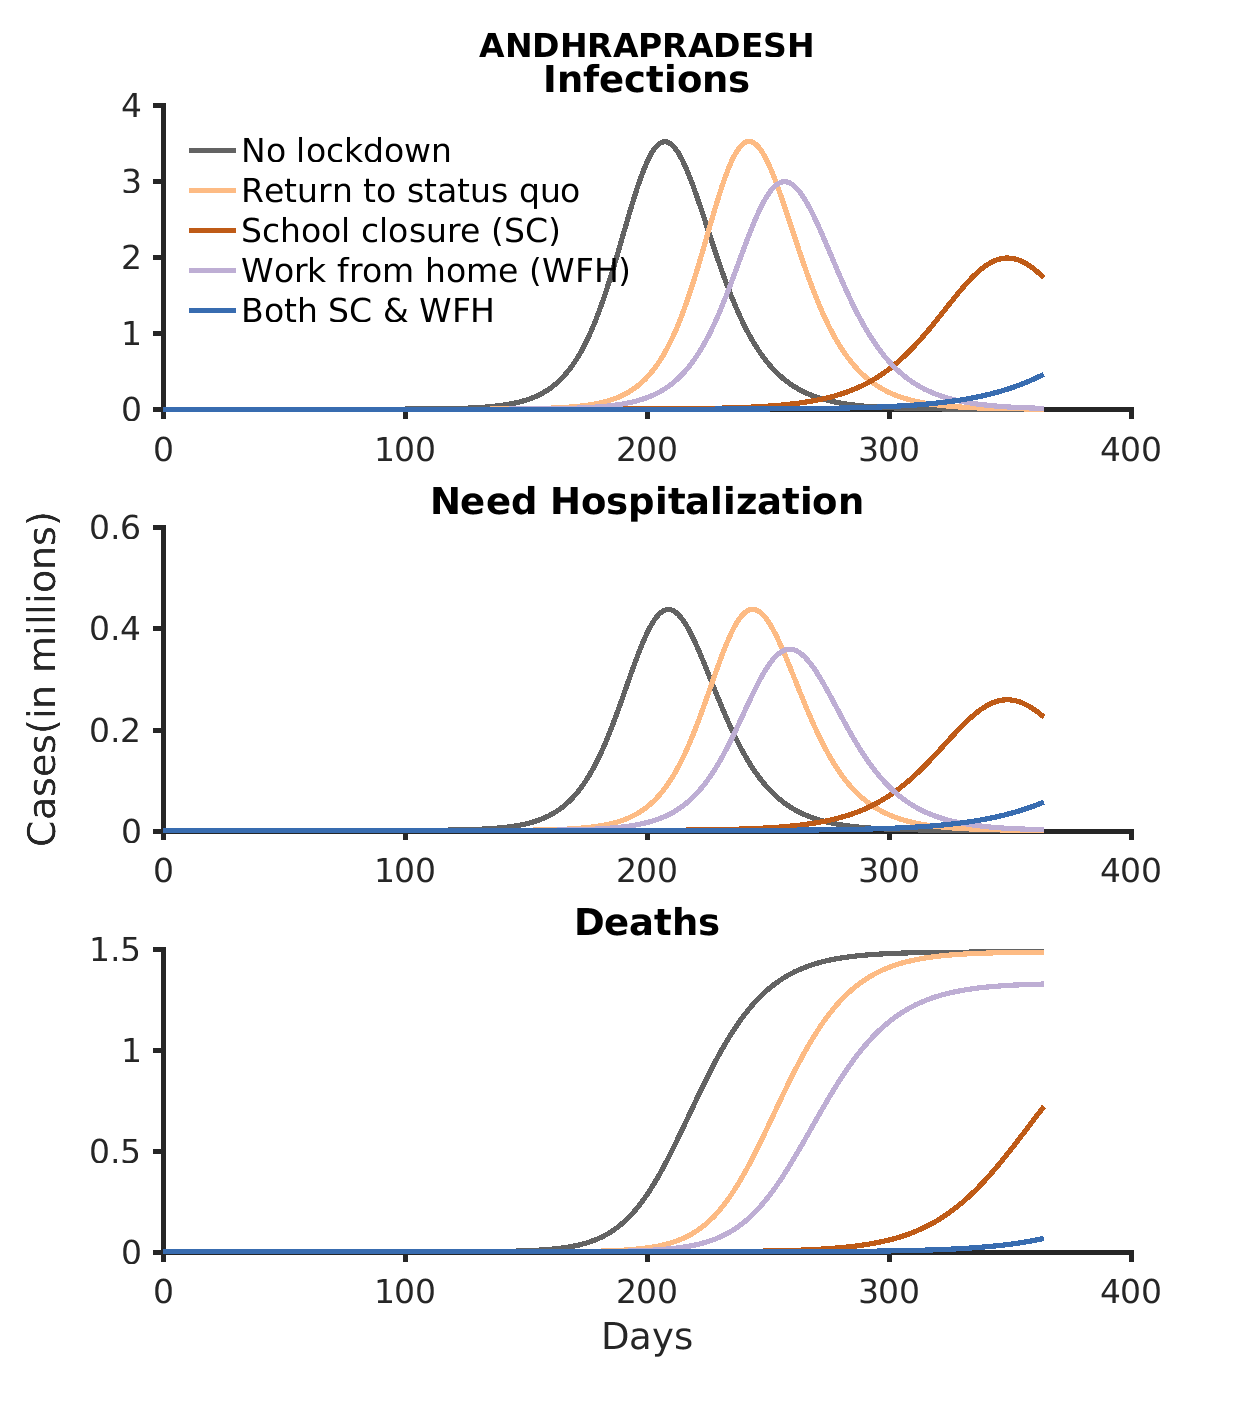 ANDHRAPRADESH
Infections
4
3
2
1
0
No lockdown
Return to status quo
School closure (SC)
Work from home (WFH)
Both SC & WFH
0 100 200 300 400
Need Hospitalization
Cases(in millions)
0.6
0.4
0.2
0
0 100 200 300 400
Deaths
1.5
1
0.5
0
0 100 200 300 400
Days